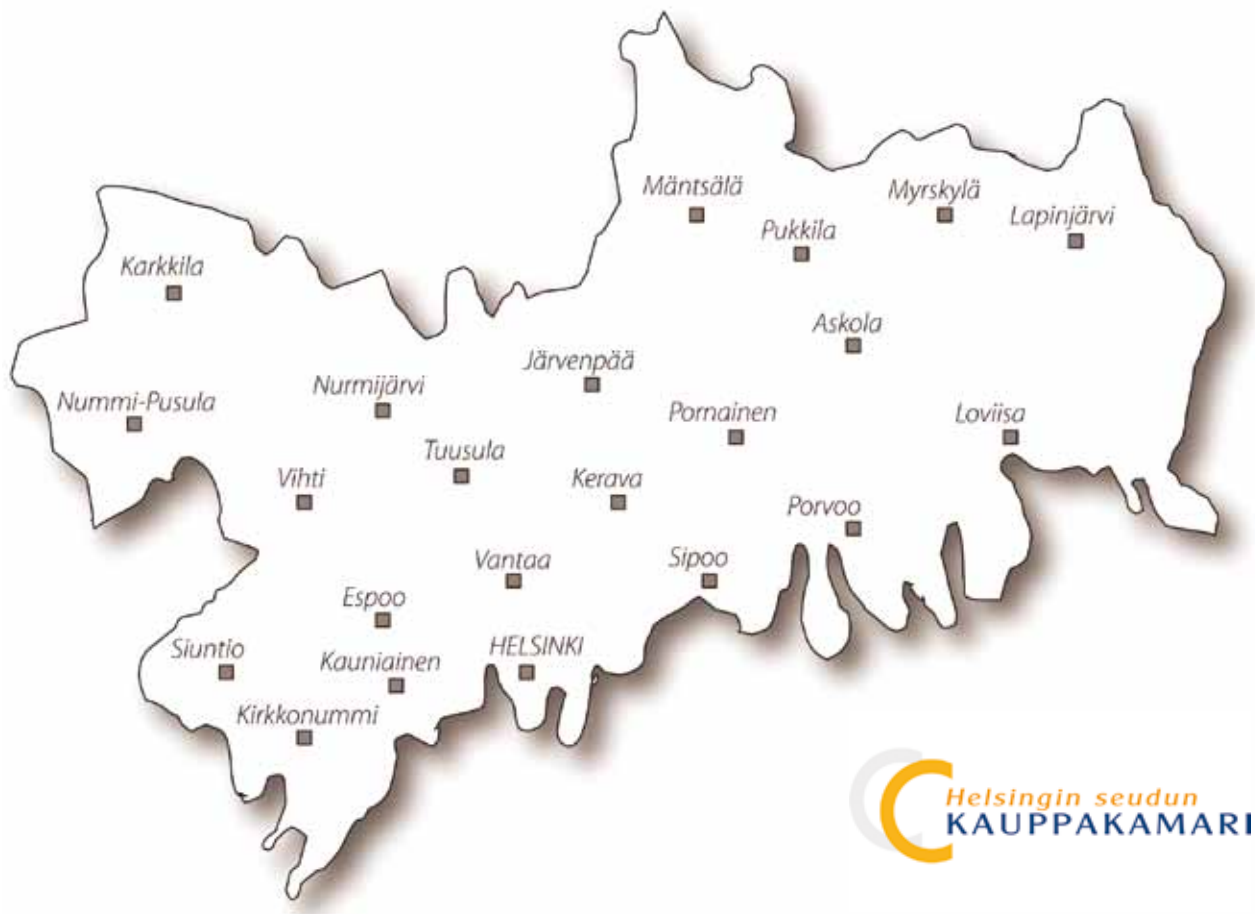 Mäntsälä
Myrskylä
Lapinjärvi
Pukkila
Karkkila
Askola
Järvenpää
Nurmijärvi
Nummi-Pusula
Pornainen
Loviisa
Tuusula
Vihti
Kerava
Porvoo
Vantaa
Sipoo
Espoo
Siuntio
Kauniainen
HELSINKI
Kirkkonummi
Helsingin seudun
KAUPPAKAMARI